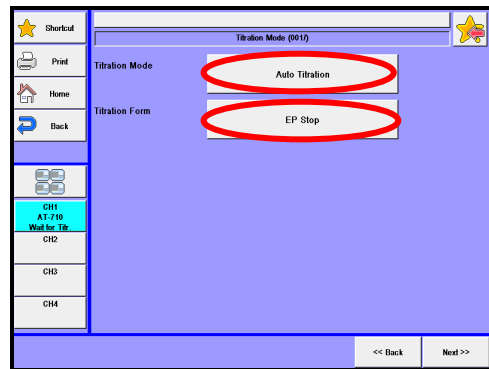 Shortcut
Titration Mode (001/)
Print
Titration Mode
Auto Titration
Home
Titration Form
EP Stop
Back
CH1
AT-710
Wait for Titr.
CH2
CH3
CH4
<< Back
Next >>